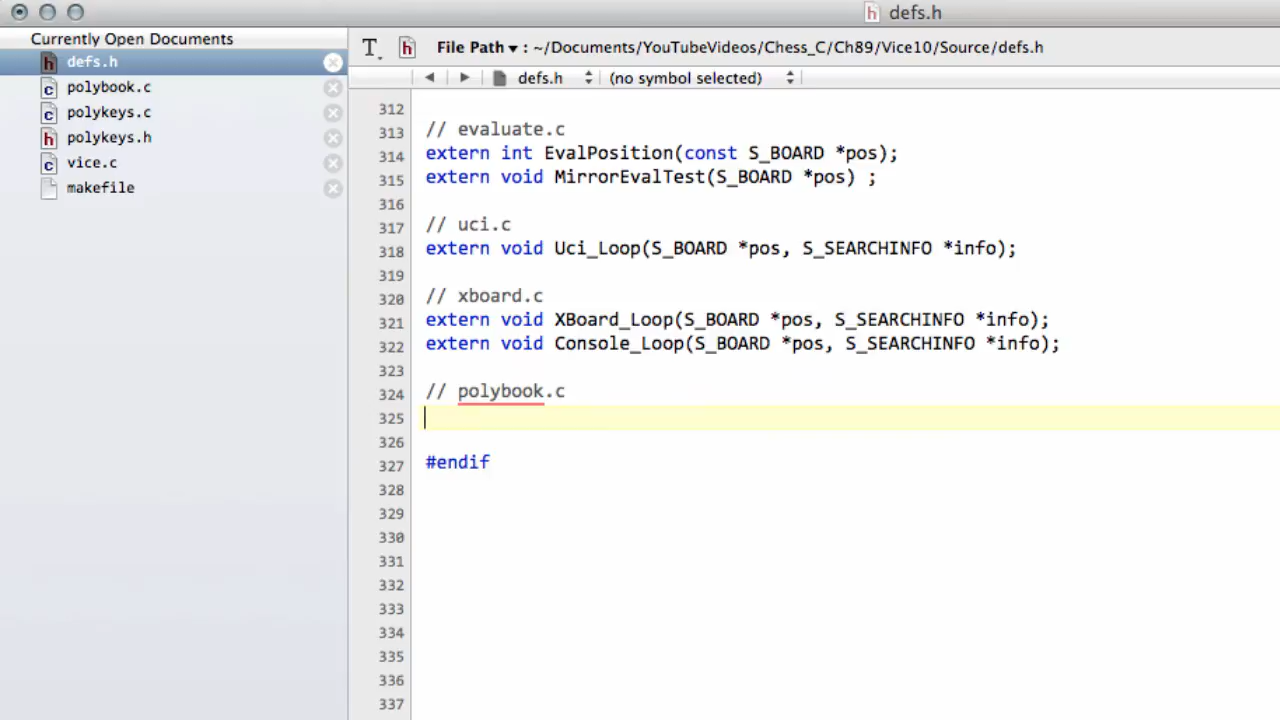 defs.h
Currently Open Documents
defs.h
polybook.c
polykeys.c
polykeys.h
vice.c
makefile
File Path ▾ : ~/Documents/YouTubeVideos/Chess_C/Ch89/Vice10/Source/defs.h
defs.h (no symbol selected)
312
313 // evaluate.c
314 extern int EvalPosition(const S_BOARD *pos);
315 extern void MirrorEvalTest(S_BOARD *pos) ;
316
317 // uci.c
318 extern void Uci_Loop(S_BOARD *pos, S_SEARCHINFO *info);
319
320 // xboard.c
321 extern void XBoard_Loop(S_BOARD *pos, S_SEARCHINFO *info);
322 extern void Console_Loop(S_BOARD *pos, S_SEARCHINFO *info);
323
324 // polybook.c
325
326
327 #endif
328
329
330
331
332
333
334
335
336
337